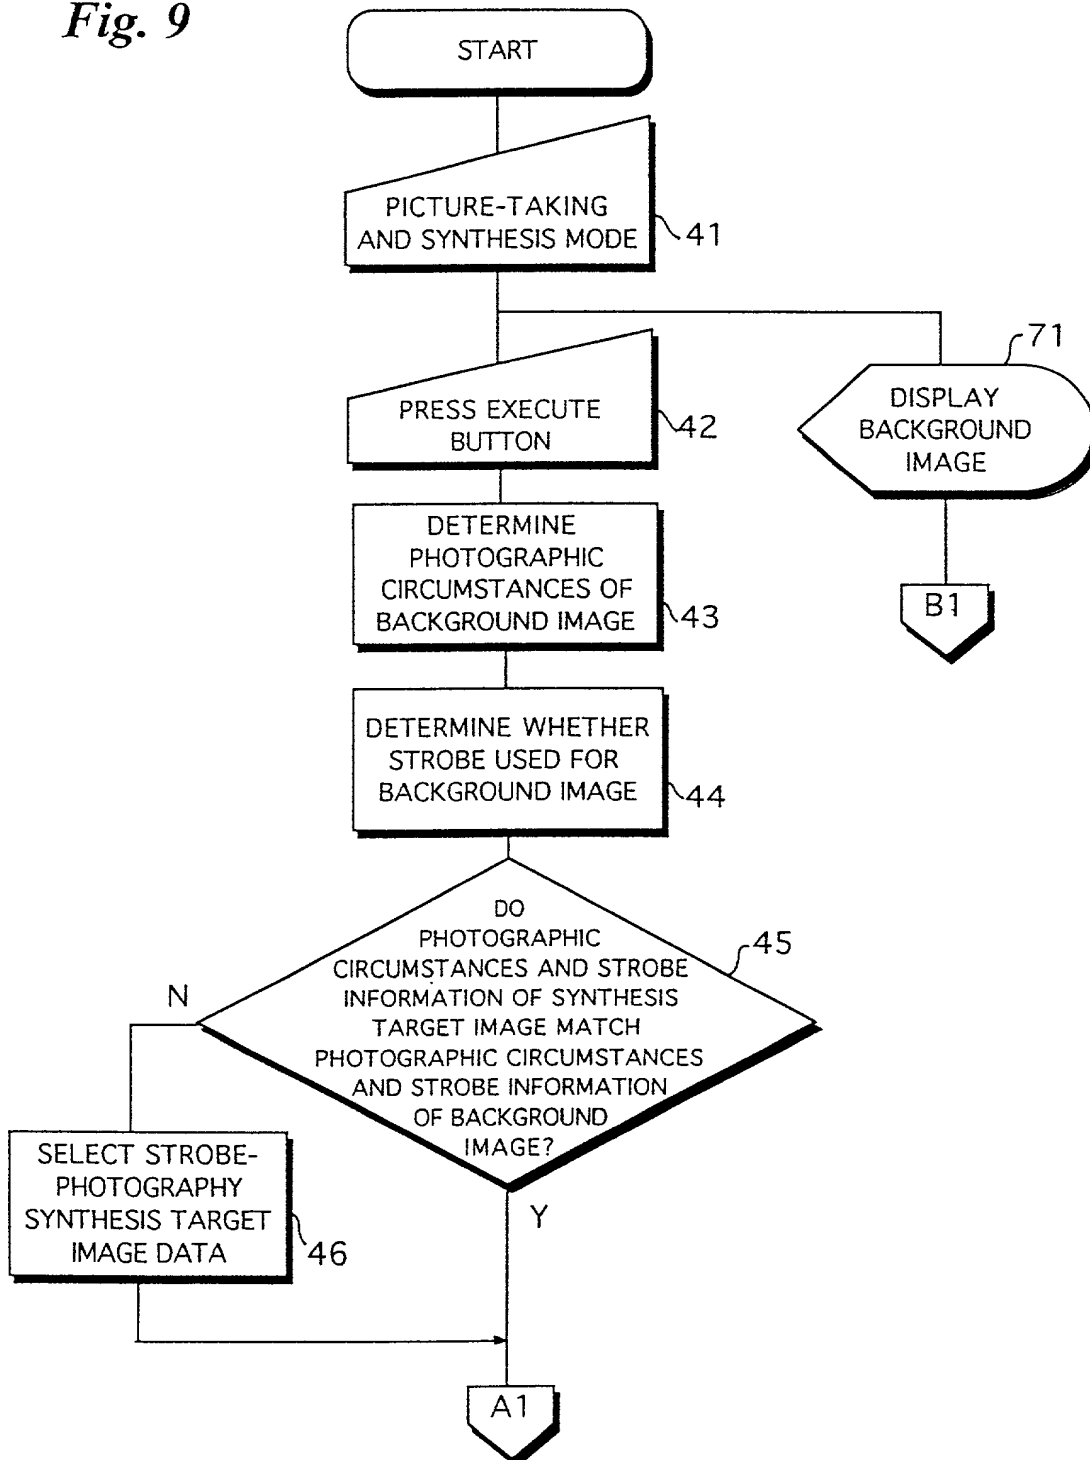 Fig. 9
START
PICTURE-TAKING
AND SYNTHESIS MODE
41
PRESS EXECUTE
BUTTON
42
71
DISPLAY
BACKGROUND
IMAGE
B1
DETERMINE
PHOTOGRAPHIC
CIRCUMSTANCES OF
BACKGROUND IMAGE
43
DETERMINE WHETHER
STROBE USED FOR
BACKGROUND IMAGE
44
DO
PHOTOGRAPHIC
CIRCUMSTANCES AND STROBE
INFORMATION OF SYNTHESIS
TARGET IMAGE MATCH
PHOTOGRAPHIC CIRCUMSTANCES
AND STROBE INFORMATION
OF BACKGROUND
IMAGE?
45
N
Y
SELECT STROBE-
PHOTOGRAPHY
SYNTHESIS TARGET
IMAGE DATA
46
A1